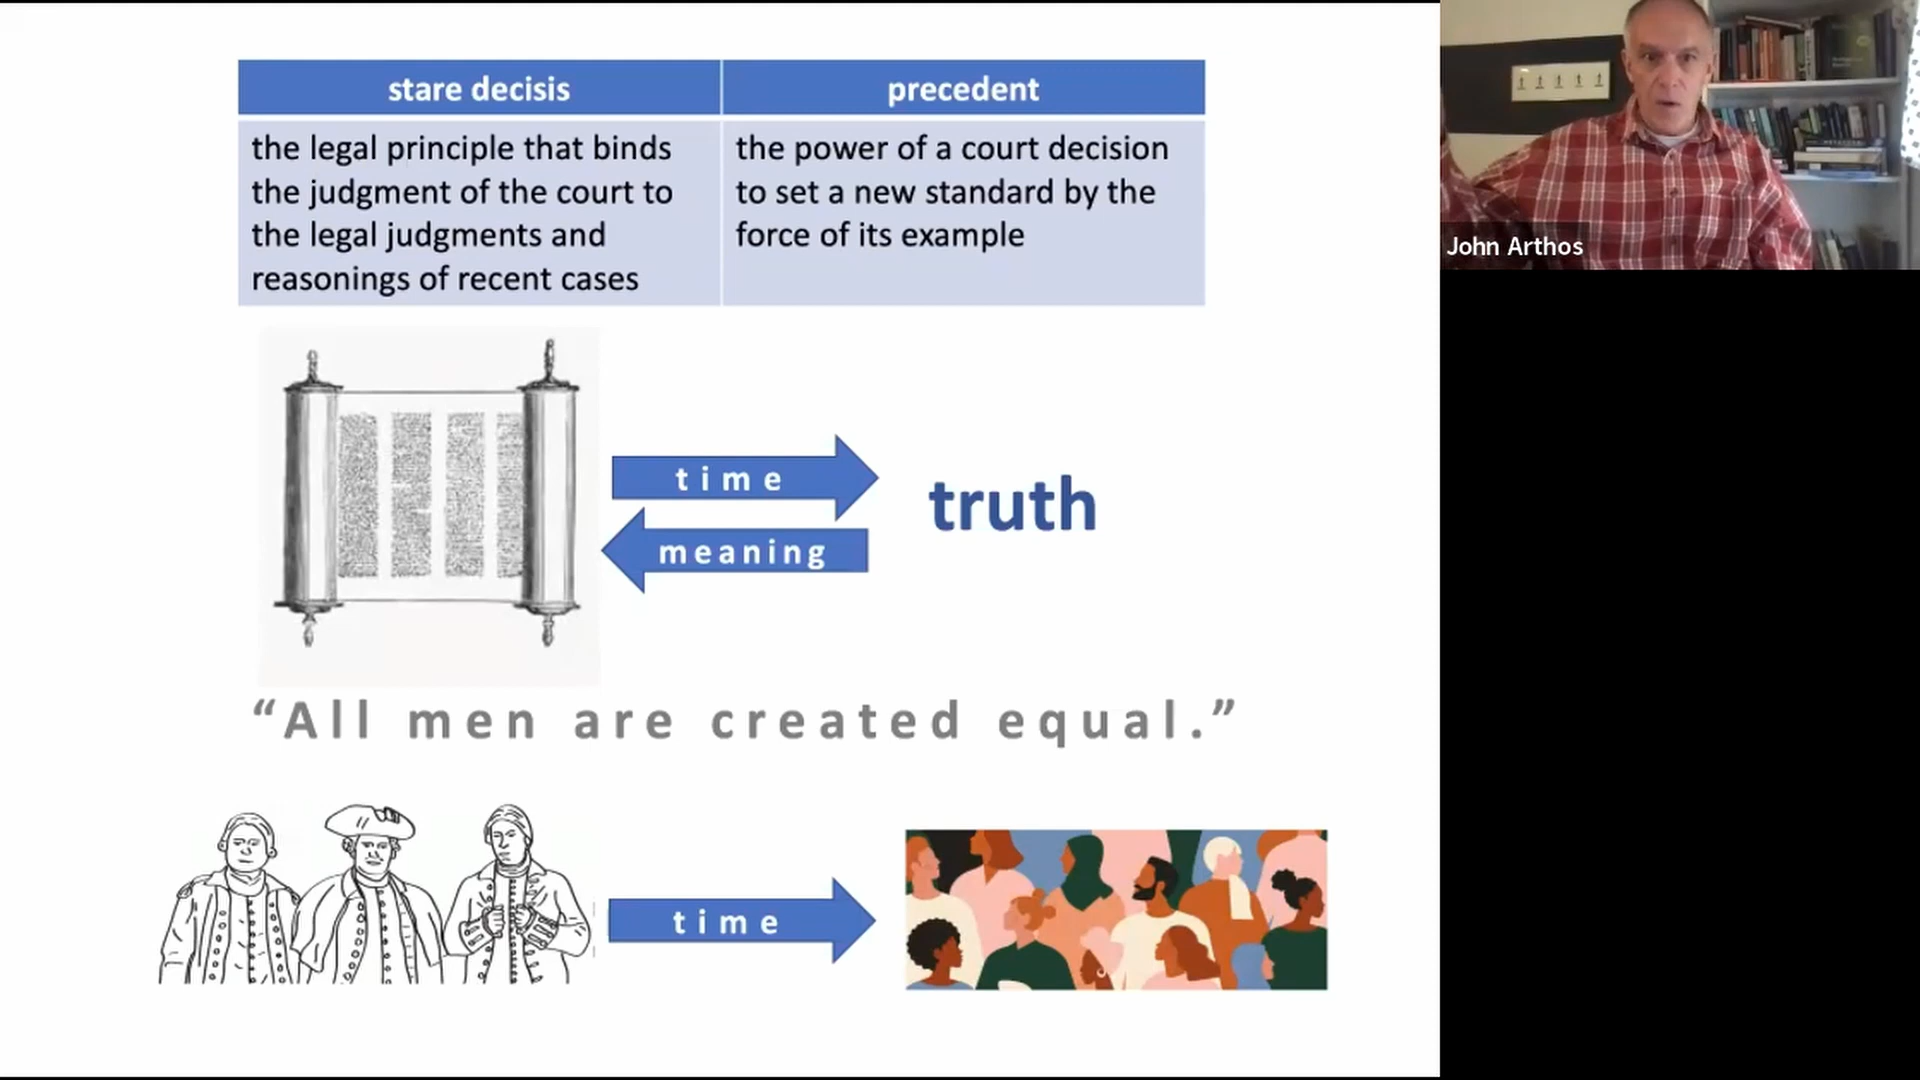 stare decisis
precedent
the legal principle that binds
the judgment of the court to
the legal judgments and
reasonings of recent cases
the power of a court decision
to set a new standard by the
force of its example
time
meaning
truth
“All men are created equal.”
time
John Arthos